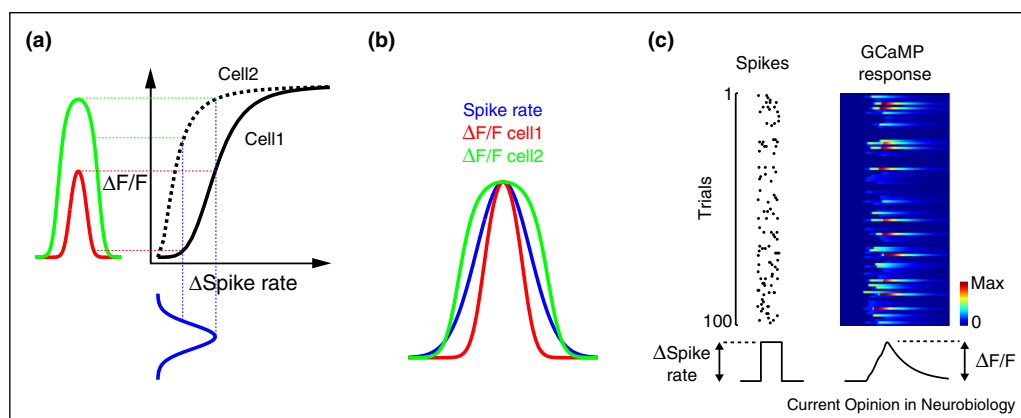 (a)
Cell2
Cell1
ΔF/F
ΔSpike rate
(b)
Spike rate
ΔF/F cell1
ΔF/F cell2
(c)
Spikes
GCaMP
response
1
Trials
100
Max
0
ΔSpike
rate
ΔF/F
Current Opinion in Neurobiology